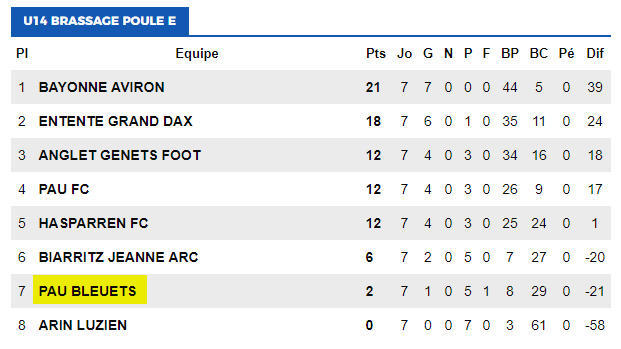 U14 BRASSAGE POULE E
Pl Equipe Pts Jo G N P F BP BC Pé Dif
1 BAYONNE AVIRON 21 7 7 0 0 0 44 5 0 39
2 ENTENTE GRAND DAX 18 7 6 0 1 0 35 11 0 24
3 ANGLET GENETS FOOT 12 7 4 0 3 0 34 16 0 18
4 PAU FC 12 7 4 0 3 0 26 9 0 17
5 HASPARREN FC 12 7 4 0 3 0 25 24 0 1
6 BIARRITZ JEANNE ARC 6 7 2 0 5 0 7 27 0 -20
7 PAU BLEUETS 2 7 1 0 5 1 8 29 0 -21
8 ARIN LUZIEN 0 7 0 0 7 0 3 61 0 -58